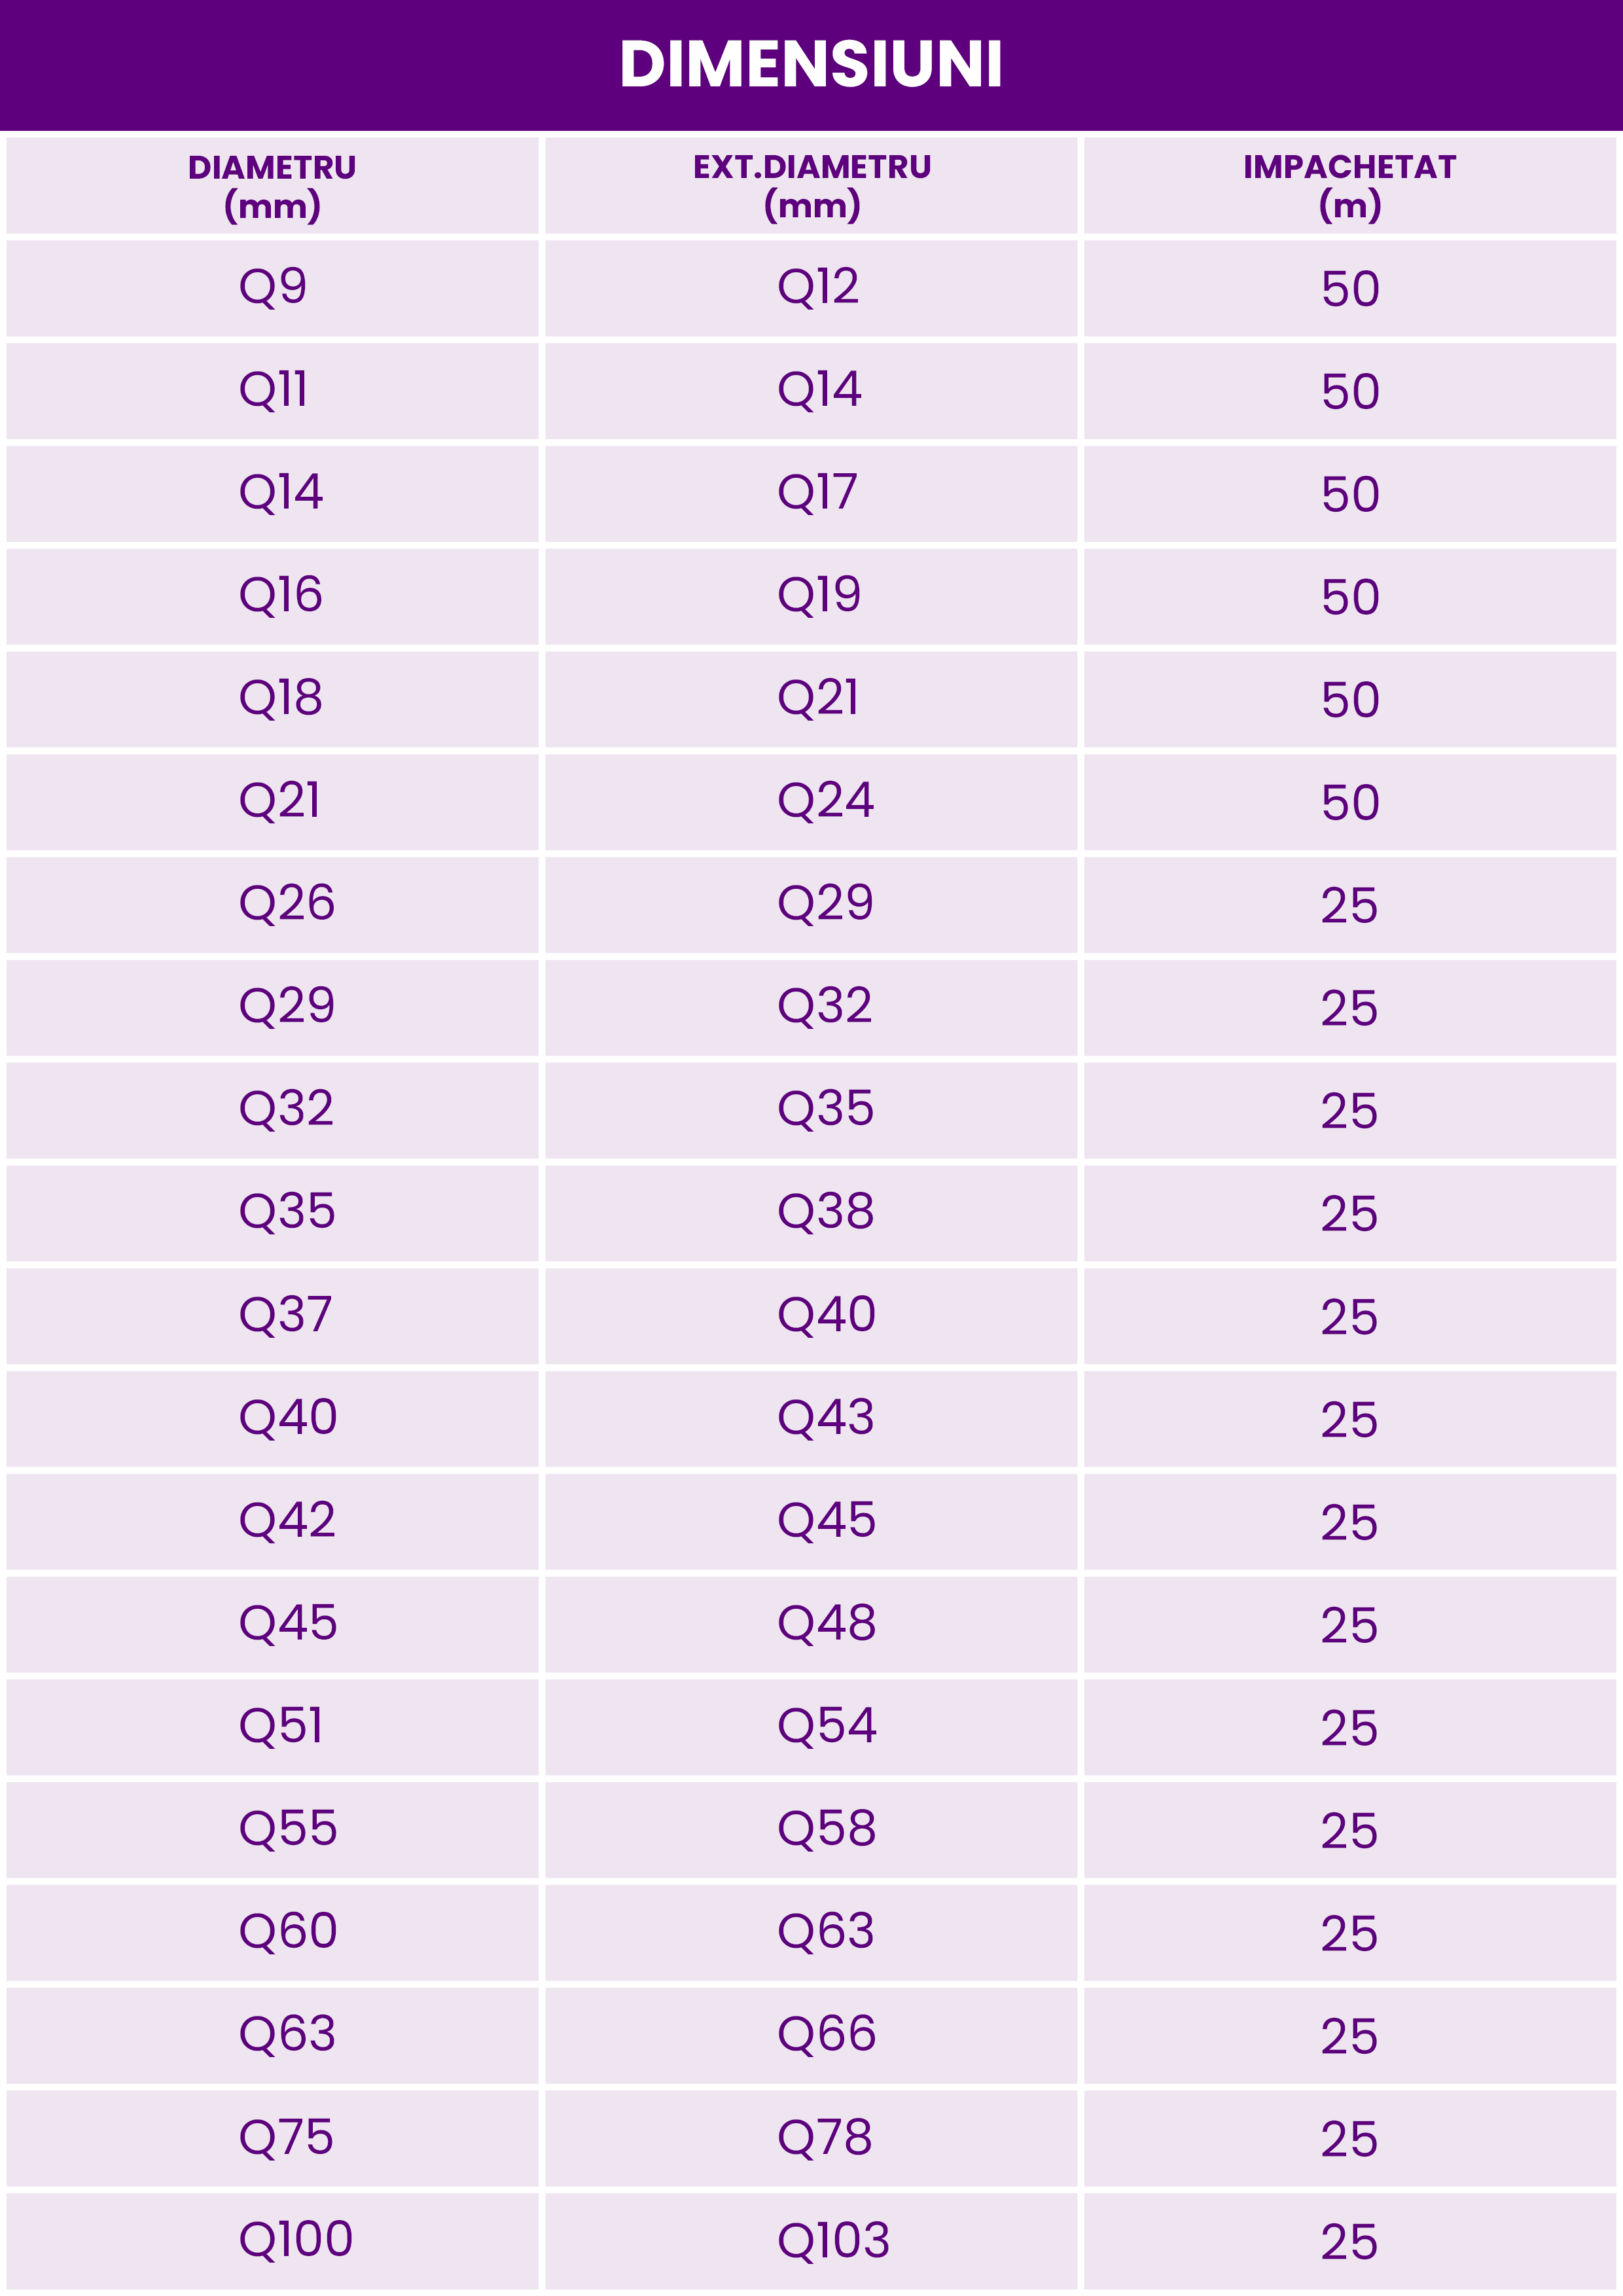 DIMENSIUNI
DIAMETRU EXT.DIAMETRU IMPACHETAT
(mm) (mm) (m)
Q9 Q12 50
Q11 Q14 50
Q14 Q17 50
Q16 Q19 50
Q18 Q21 50
Q21 Q24 50
Q26 Q29 25
Q29 Q32 25
Q32 Q35 25
Q35 Q38 25
Q37 Q40 25
Q40 Q43 25
Q42 Q45 25
Q45 Q48 25
Q51 Q54 25
Q55 Q58 25
Q60 Q63 25
Q63 Q66 25
Q75 Q78 25
Q100 Q103 25